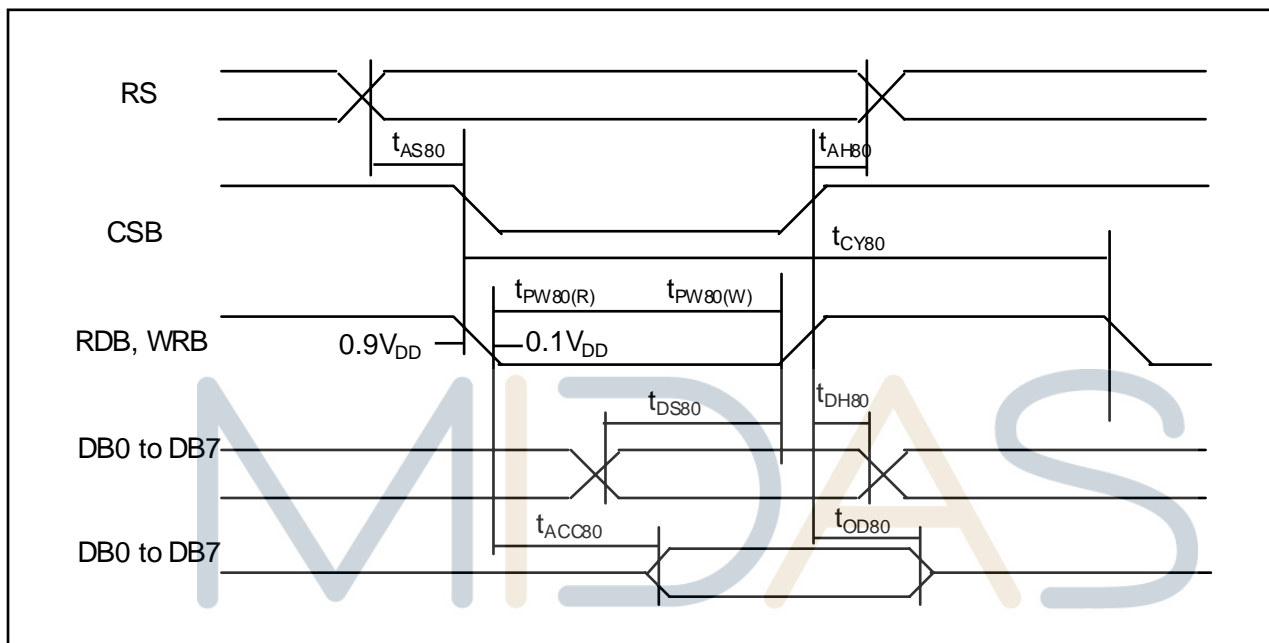 RS
tAS80
tAH80
CSB
tCY80
tPW80(R)
tPW80(W)
RDB, WRB
0.9VDD
0.1VDD
tDS80
tDH80
DB0 to DB7
tACC80
tOD80
DB0 to DB7
MIDAS